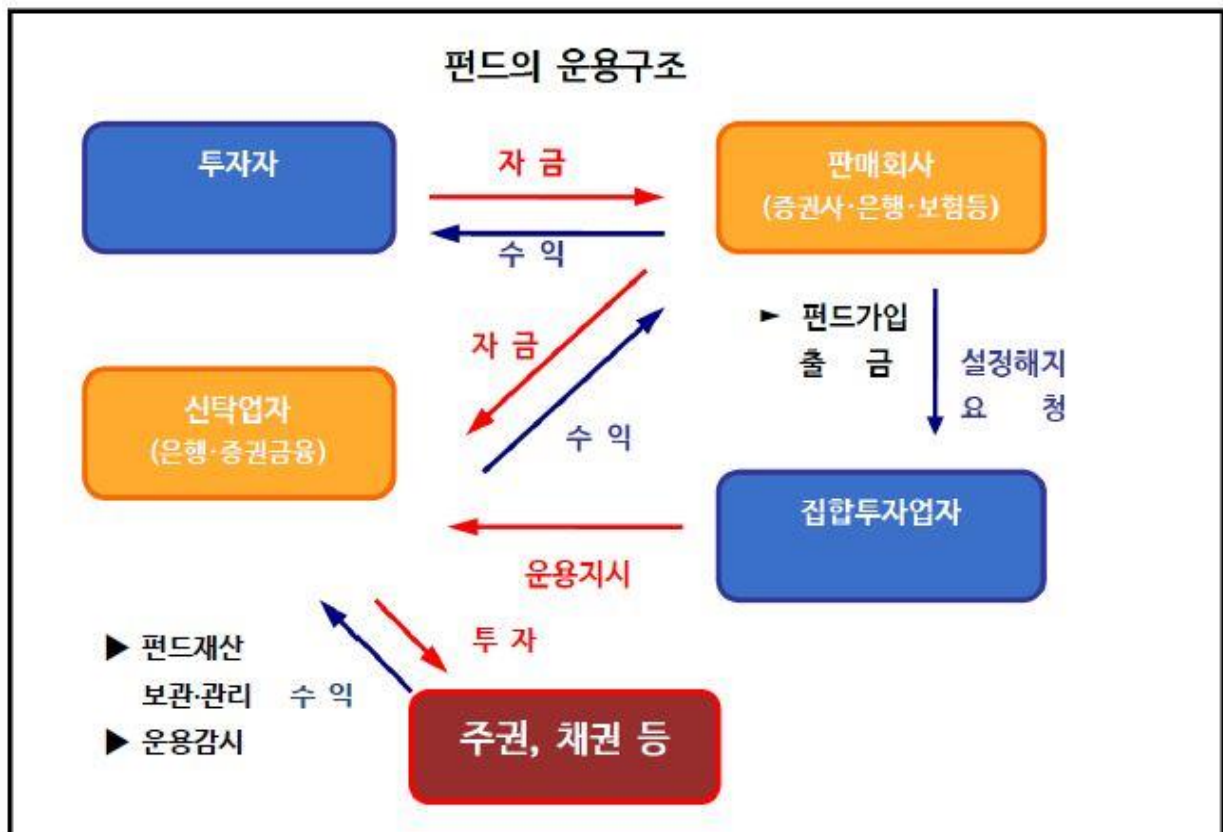 펀드의 운용구조
투자자
자 금
수 익
판매회사
(증권사·은행·보험등)
자 금
수 익
► 펀드가입
출 금
설정해지
요 청
신탁업자
(은행·증권금융)
집합투자업자
운용지시
투 자
▶ 펀드재산
보관·관리
▶ 운용감시
수 익
주권, 채권 등